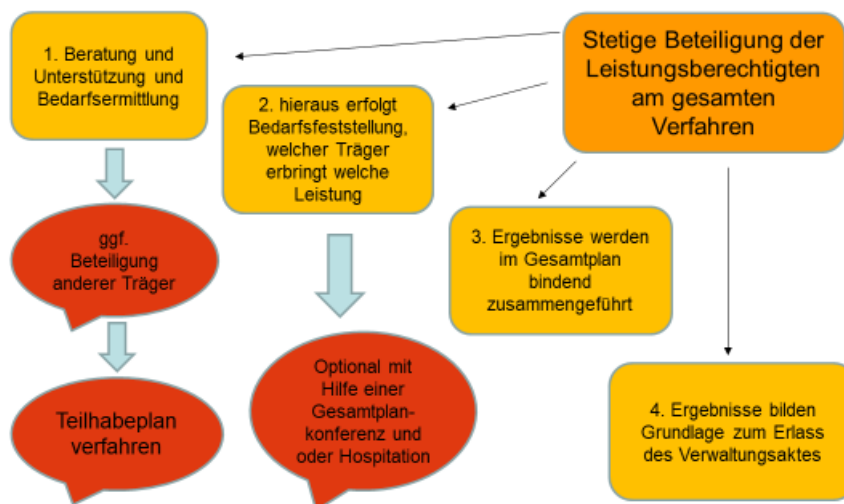 1. Beratung und
Unterstützung und
Bedarfsermittlung
Stetige Beteiligung der
Leistungsberechtigten
am gesamten
Verfahren
2. hieraus erfolgt
Bedarfsfeststellung,
welcher Träger
erbringt welche
Leistung
ggf.
Beteiligung
anderer Träger
3. Ergebnisse werden
im Gesamtplan
bindend
zusammengeführt
Teilhabeplan
verfahren
Optional mit
Hilfe einer
Gesamtplan-
konferenz und
oder Hospitation
4. Ergebnisse bilden
Grundlage zum Erlass
des Verwaltungsaktes